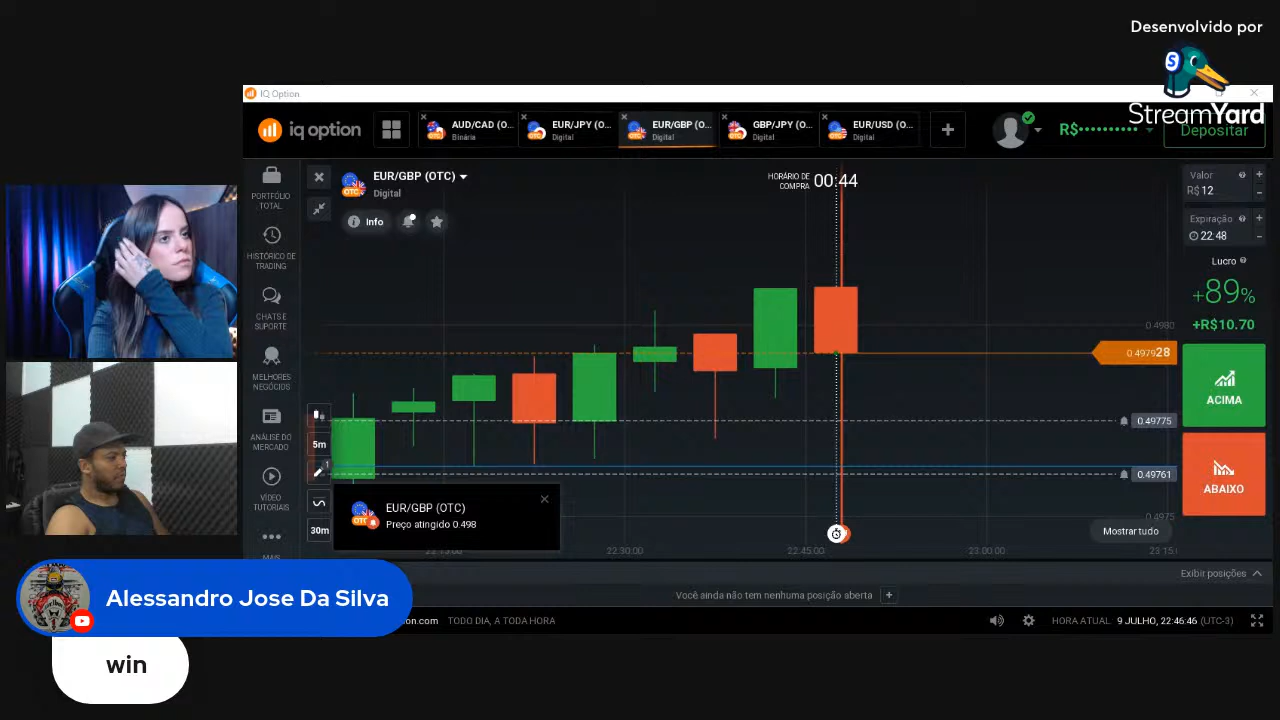 Desenvolvido por
StreamYard
IQ Option
iq option
AUD/CAD (O...
Binária
EUR/JPY (O...
Digital
EUR/GBP (O...
Digital
GBP/JPY (O...
Digital
EUR/USD (O...
Digital
R$••••••••••
Depositar
PORTFÓLIO
TOTAL
HISTÓRICO DE
TRADING
CHATS E
SUPORTE
MELHORES
NEGÓCIOS
ANÁLISE DO
MERCADO
VÍDEO
TUTORIAIS
EUR/GBP (OTC)
Digital
Info
HORÁRIO DE
COMPRA
00:44
5m
1
30m
0.4980
0.497928
0.49775
0.49761
0.4975
Mostrar tudo
EUR/GBP (OTC)
Preço atingido 0.498
22:30:00
22:45:00
23:00:00
Valor
R$ 12
Expiração
22:48
Lucro
+89%
+R$10.70
ACIMA
ABAIXO
Exibir posições
Você ainda não tem nenhuma posição aberta
on.com
TODO DIA, A TODA HORA
HORA ATUAL: 9 JULHO, 22:46:46 (UTC-3)
Alessandro Jose Da Silva
win